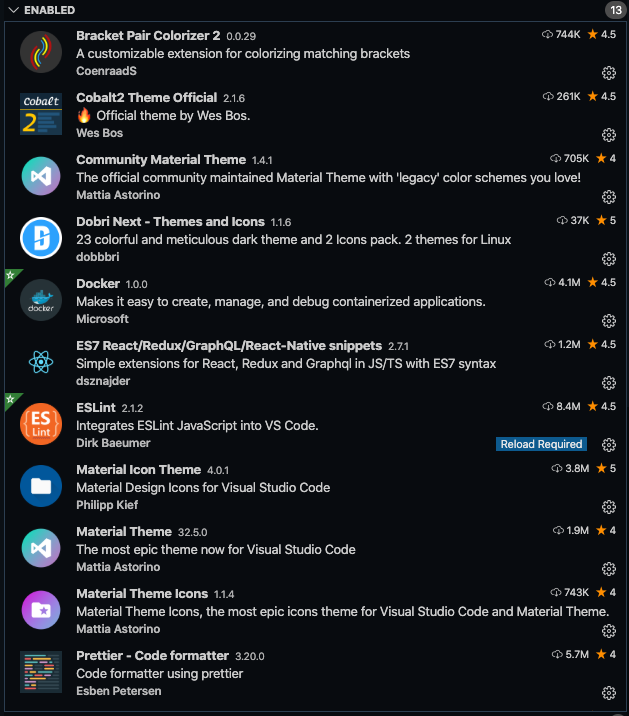 ENABLED 13
Bracket Pair Colorizer 2 0.0.29 744K 4.5
A customizable extension for colorizing matching brackets
CoenraadS
Cobalt2 Theme Official 2.1.6 261K 4.5
🔥 Official theme by Wes Bos.
Wes Bos
Cobalt
2
Community Material Theme 1.4.1 705K 4
The official community maintained Material Theme with 'legacy' color schemes you love!
Mattia Astorino
Dobri Next - Themes and Icons 1.1.6 37K 5
23 colorful and meticulous dark theme and 2 Icons pack. 2 themes for Linux
dobbbri
Docker 1.0.0 4.1M 4.5
Makes it easy to create, manage, and debug containerized applications.
Microsoft
docker
ES7 React/Redux/GraphQL/React-Native snippets 2.7.1 1.2M 4.5
Simple extensions for React, Redux and Graphql in JS/TS with ES7 syntax
dsznajder
ESLint 2.1.2 8.4M 4.5
Integrates ESLint JavaScript into VS Code.
Dirk Baeumer Reload Required
ES
Lint
Material Icon Theme 4.0.1 3.8M 5
Material Design Icons for Visual Studio Code
Philipp Kief
Material Theme 32.5.0 1.9M 4
The most epic theme now for Visual Studio Code
Mattia Astorino
Material Theme Icons 1.1.4 743K 4
Material Theme Icons, the most epic icons theme for Visual Studio Code and Material Theme.
Mattia Astorino
Prettier - Code formatter 3.20.0 5.7M 4
Code formatter using prettier
Esben Petersen